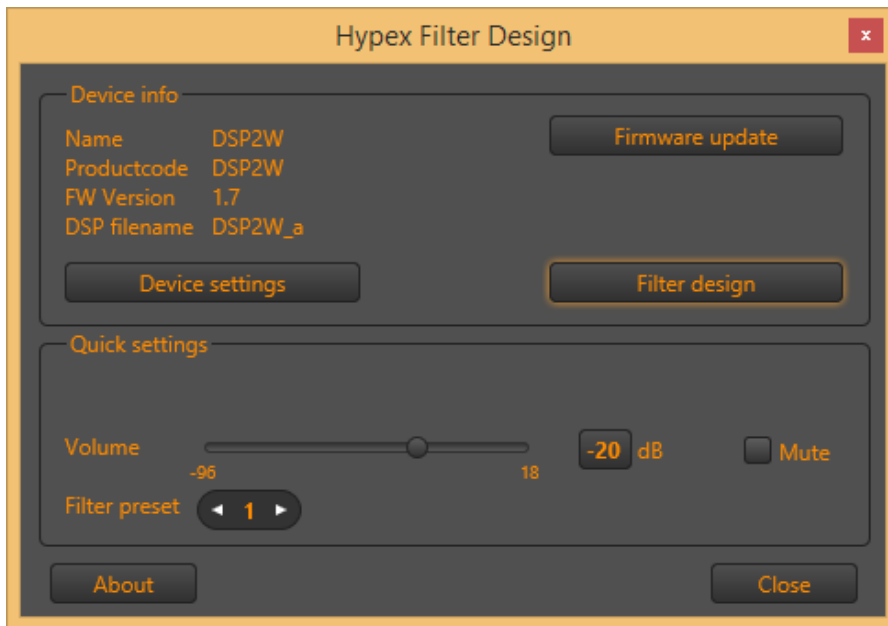 Hypex Filter Design
x
Device info
Name DSP2W
Firmware update
Productcode DSP2W
FW Version 1.7
DSP filename DSP2W_a
Device settings
Filter design
Quick settings
Volume
-20 dB
Mute
-96
18
Filter preset
1
About
Close